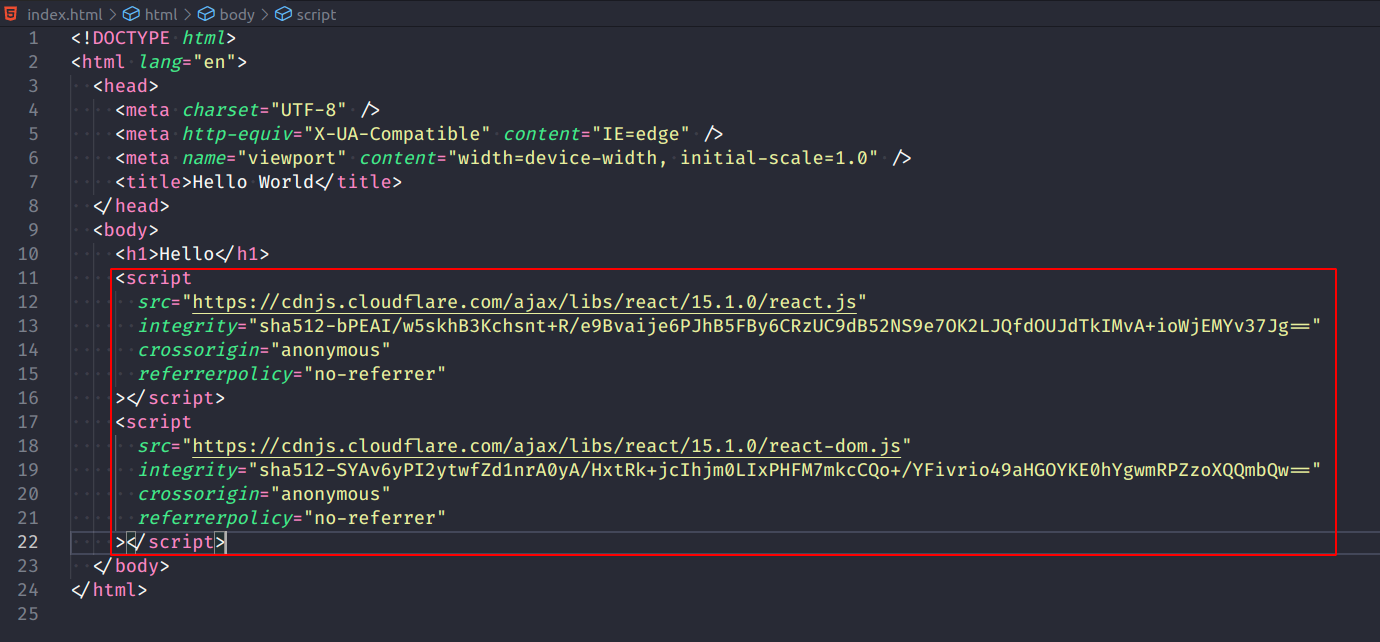 index.html > html > body > script
1 <!DOCTYPE html>
2 <html lang="en">
3 <head>
4 <meta charset="UTF-8" />
5 <meta http-equiv="X-UA-Compatible" content="IE=edge" />
6 <meta name="viewport" content="width=device-width, initial-scale=1.0" />
7 <title>Hello World</title>
8 </head>
9 <body>
10 <h1>Hello</h1>
11 <script
12 src="https://cdnjs.cloudflare.com/ajax/libs/react/15.1.0/react.js"
13 integrity="sha512-bPEAI/w5skhB3Kchsnt+R/e9Bvaije6PJhB5FBy6CRzUC9dB52NS9e7OK2LJQfdOUJdTkIMvA+ioWjEMYv37Jg=="
14 crossorigin="anonymous"
15 referrerpolicy="no-referrer"
16 ></script>
17 <script
18 src="https://cdnjs.cloudflare.com/ajax/libs/react/15.1.0/react-dom.js"
19 integrity="sha512-SYAv6yPI2ytwfZd1nrA0yA/HxtRk+jcIhjm0LIxPHFM7mkcCQo+/YFivrio49aHGOYKE0hYgwmRPZzoXQQmbQw=="
20 crossorigin="anonymous"
21 referrerpolicy="no-referrer"
22 ></script>
23 </body>
24 </html>
25